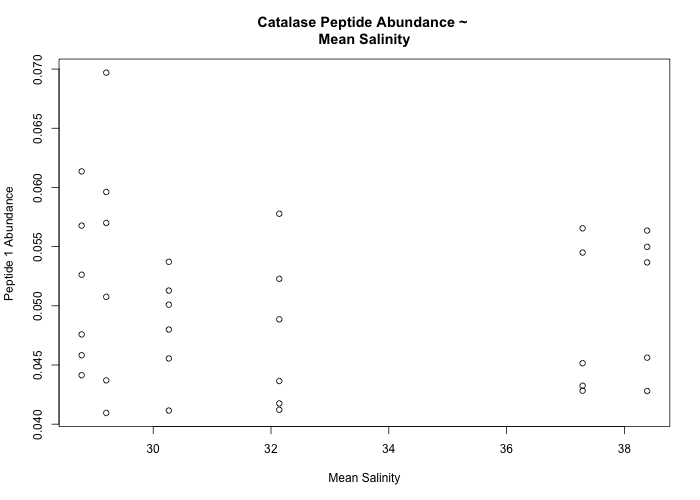 Catalase Peptide Abundance ~
Mean Salinity
0.070
0.065
0.060
0.055
0.050
0.045
0.040
Peptide 1 Abundance
30 32 34 36 38
Mean Salinity